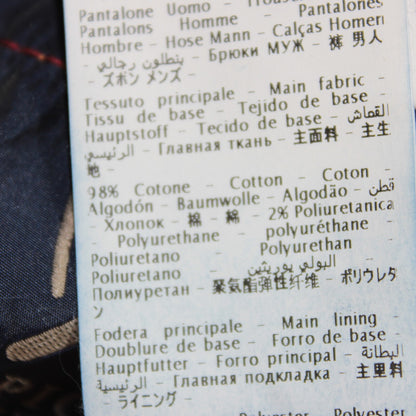 Pantalone Uomo -
Pantalons Homme - Pantalones
Hombre - Hose Mann - Calças Homem
- بنطلون رجالي - Брюки МУЖ - 裤 男人
- ズボン メンズ -
Tessuto principale - Main fabric -
Tissu de base - Tejido de base -
Hauptstoff - Tecido de base - القماش
الرئيسي - Главная ткань - 主面料 - 主生
地 -
98% Cotone - Cotton - Coton -
Algodón - Baumwolle - Algodão - قطن
- Хлопок - 棉 - 綿 - 2% Poliuretanica
- Polyurethane - polyuréthane -
Poliuretano - Polyurethan -
Poliuretano - البولي يوريثين -
Полиуретан - 聚氨酯弹性纤维 - ポリウレタ
ン
Fodera principale - Main lining -
Doublure de base - Forro de base -
Hauptfutter - Forro principal - البطانة
الرئيسية - Главная подкладка - 主里料
- ライニング -
Polyester